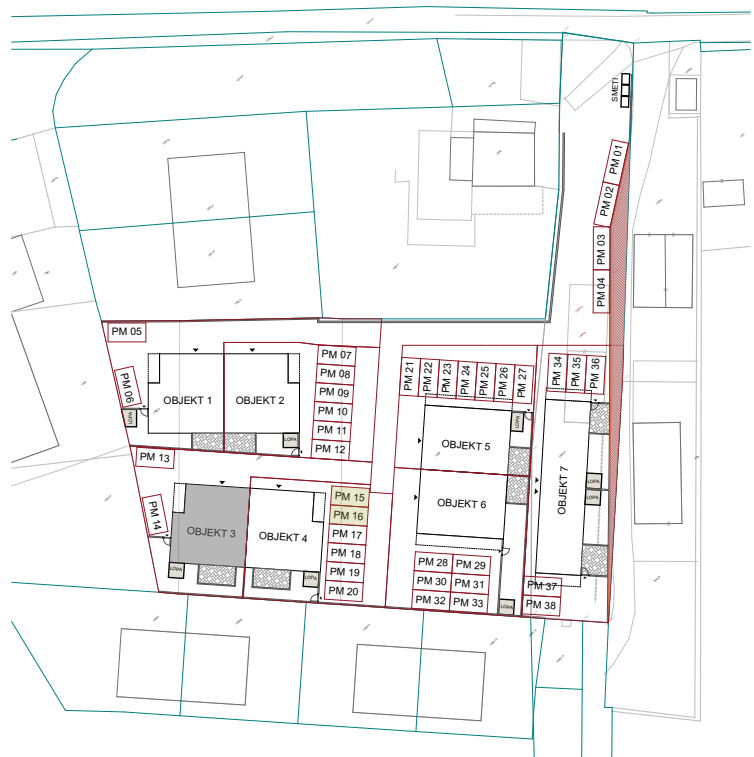 SMETI
PM 01
PM 02
PM 03
PM 04
PM 05
PM 06
OBJEKT 1
OBJEKT 2
LOPA
LOPA
PM 07
PM 08
PM 09
PM 10
PM 11
PM 12
PM 21
PM 22
PM 23
PM 24
PM 25
PM 26
PM 27
PM 34
PM 35
PM 36
OBJEKT 5
LOPA
OBJEKT 6
OBJEKT 7
LOPA
LOPA
PM 13
PM 14
OBJEKT 3
OBJEKT 4
LOPA
LOPA
PM 15
PM 16
PM 17
PM 18
PM 19
PM 20
PM 28
PM 29
PM 30
PM 31
PM 32
PM 33
LOPA
PM 37
PM 38